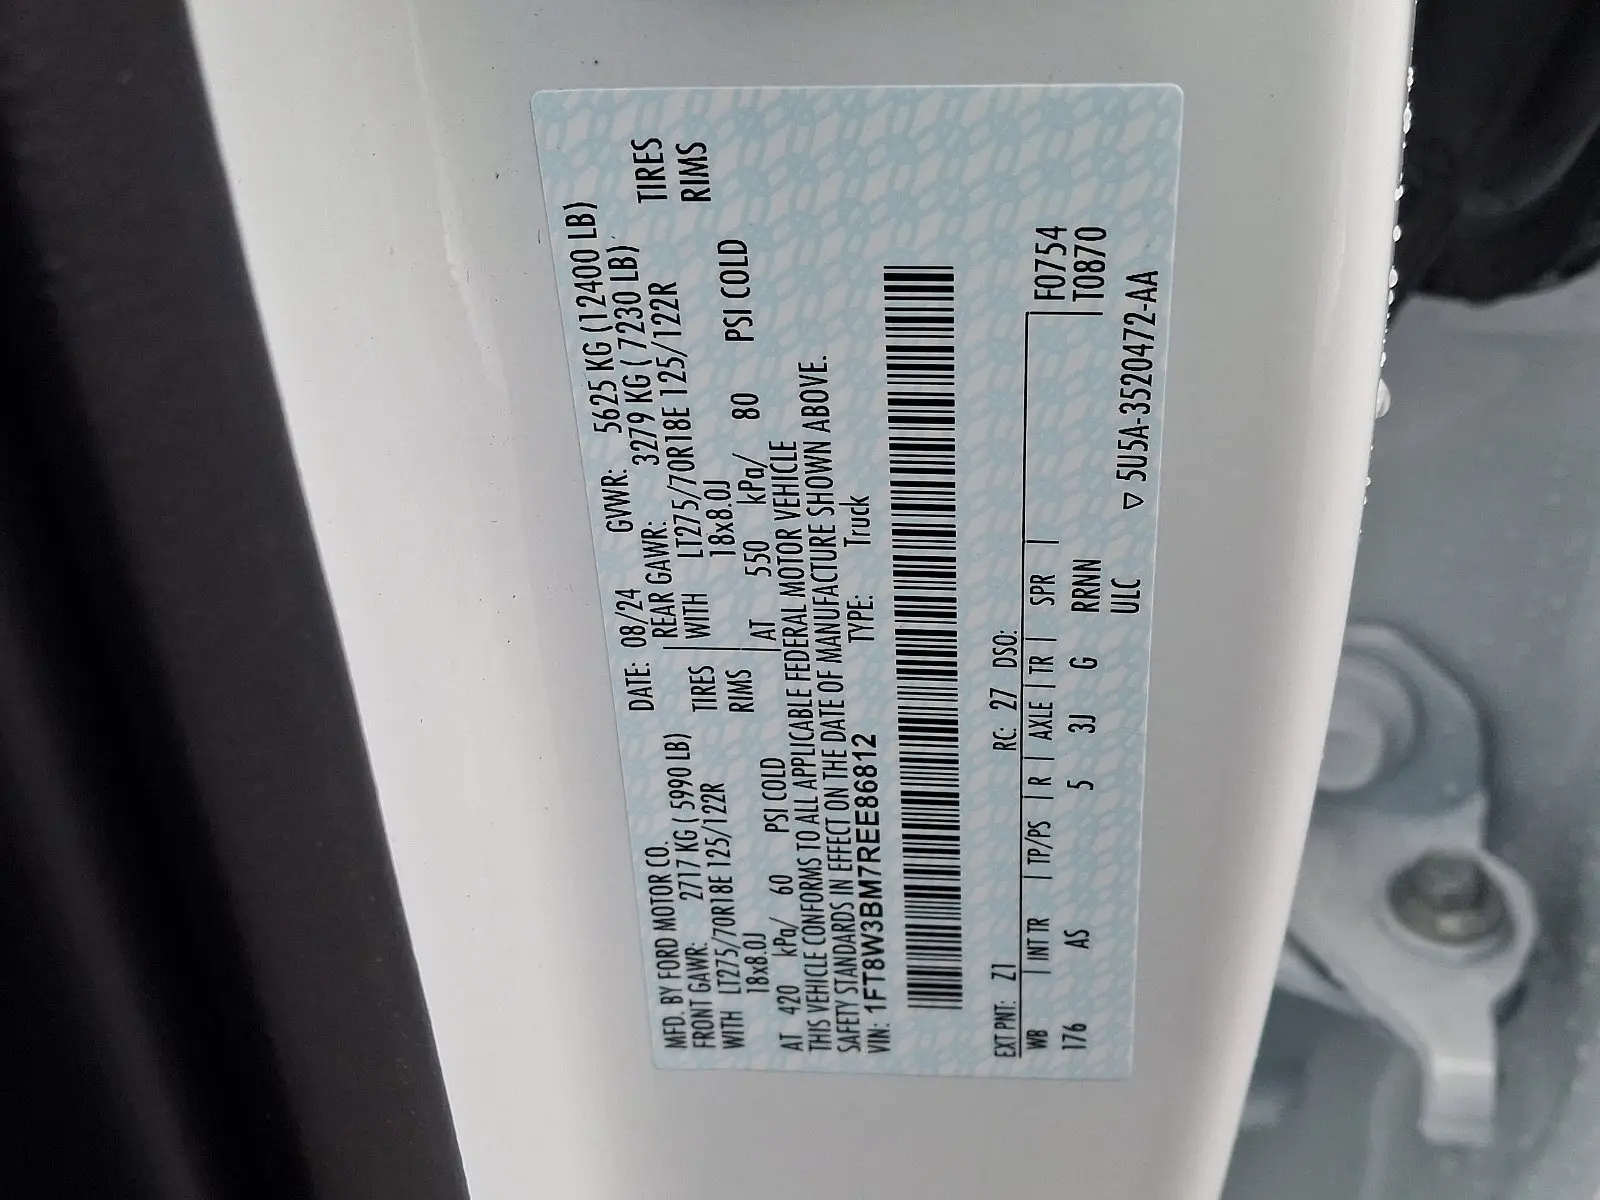 MFD. BY FORD MOTOR CO.
DATE: 08/24 GVWR: 5625 KG (12400 LB)
FRONT GAWR: 2717 KG ( 5990 LB)
REAR GAWR: 3279 KG ( 7230 LB)
WITH LT275/70R18E 125/122R TIRES
WITH LT275/70R18E 125/122R TIRES
18x8.0J RIMS
18x8.0J RIMS
AT 420 kPa/ 60 PSI COLD
AT 550 kPa/ 80 PSI COLD
THIS VEHICLE CONFORMS TO ALL APPLICABLE FEDERAL MOTOR VEHICLE
SAFETY STANDARDS IN EFFECT ON THE DATE OF MANUFACTURE SHOWN ABOVE.
VIN: 1FT8W3BM7REE86812 TYPE: Truck
EXT PNT: Z1 RC: 27 DSO:
WB INT TR TP/PS R AXLE TR SPR F0754
176 AS 5 3J G RRNN T0870
ULC ▽ 5U5A-3520472-AA